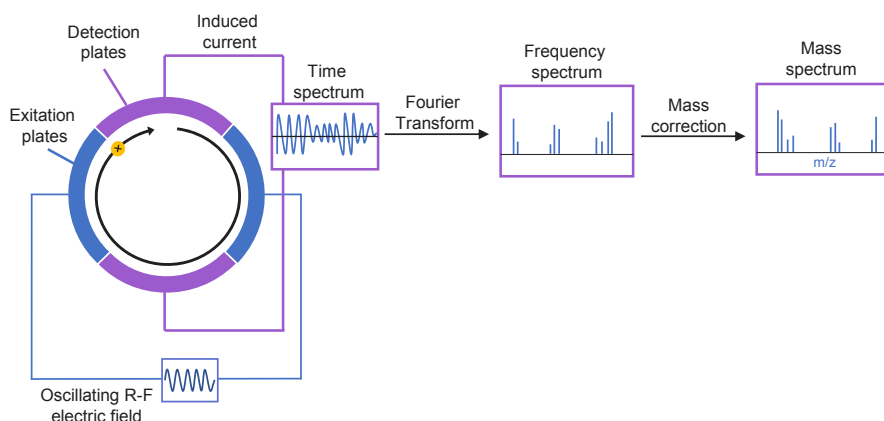 Detection
plates
Induced
current
Exitation
plates
Time
spectrum
Fourier
Transform
Frequency
spectrum
Mass
correction
Mass
spectrum
m/z
+
Oscillating R-F
electric field